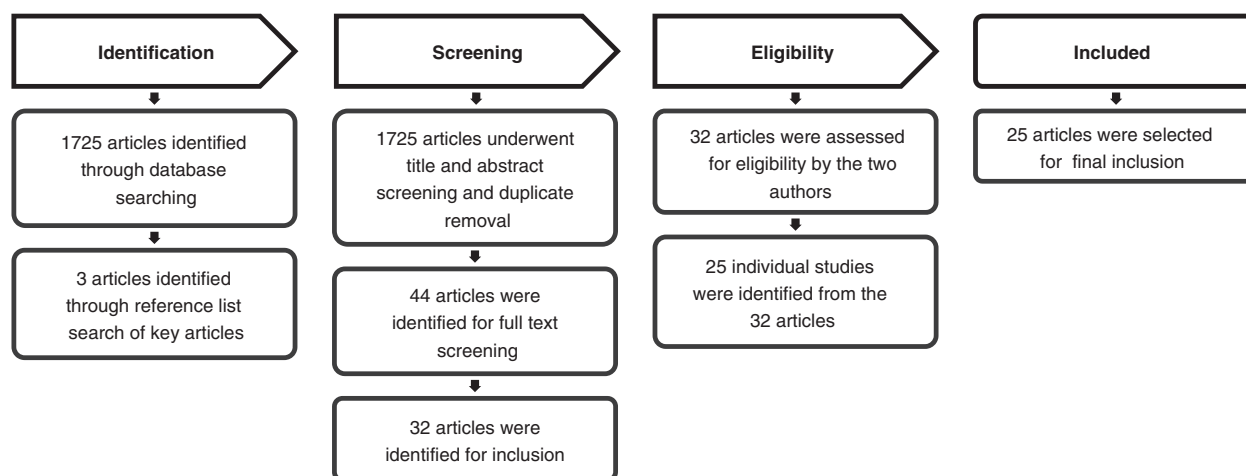 Identification
1725 articles identified
through database
searching
3 articles identified
through reference list
search of key articles
Screening
1725 articles underwent
title and abstract
screening and duplicate
removal
44 articles were
identified for full text
screening
32 articles were
identified for inclusion
Eligibility
32 articles were assessed
for eligibility by the two
authors
25 individual studies
were identified from the
32 articles
Included
25 articles were selected
for final inclusion